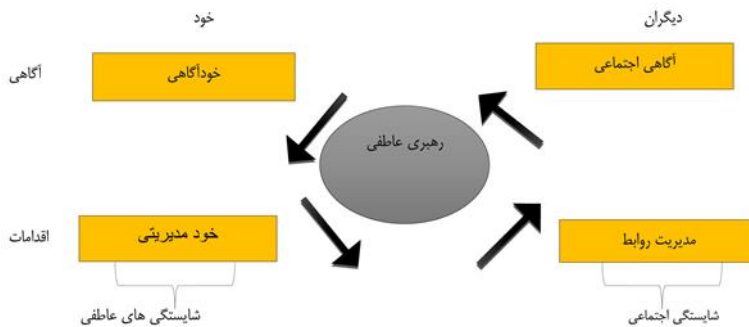 دیگران
خود
آگاهی اجتماعی
خودآگاهی
آگاهی
رهبری عاطفی
مدیریت روابط
خود مدیریتی
اقدامات
شایستگی اجتماعی
شایستگی های عاطفی